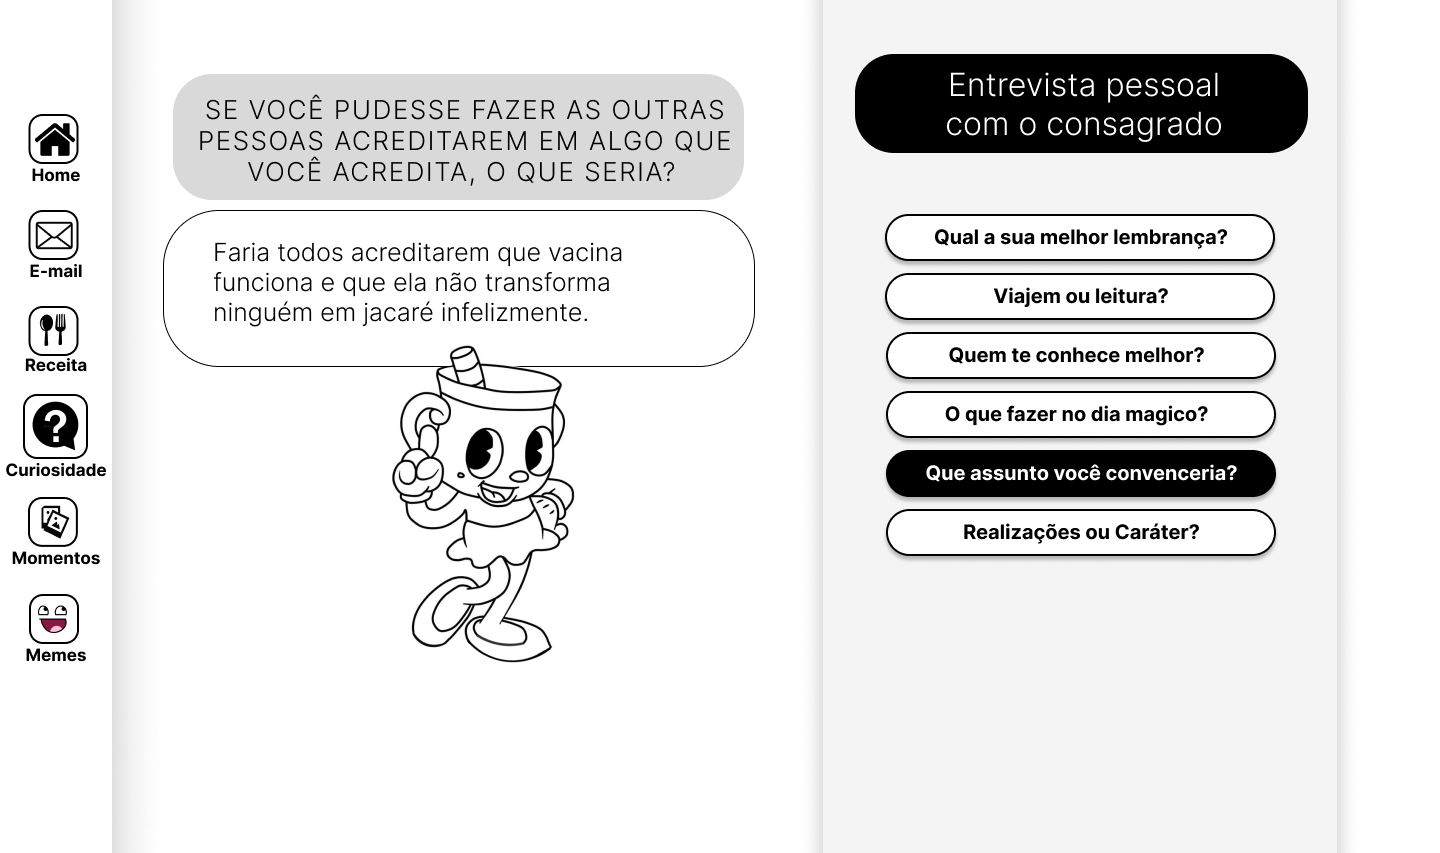 Home
E-mail
Receita
Curiosidade
Momentos
Memes
SE VOCÊ PUDESSE FAZER AS OUTRAS
PESSOAS ACREDITAREM EM ALGO QUE
VOCÊ ACREDITA, O QUE SERIA?
Faria todos acreditarem que vacina
funciona e que ela não transforma
ninguém em jacaré infelizmente.
Entrevista pessoal
com o consagrado
Qual a sua melhor lembrança?
Viajem ou leitura?
Quem te conhece melhor?
O que fazer no dia magico?
Que assunto você convenceria?
Realizações ou Caráter?